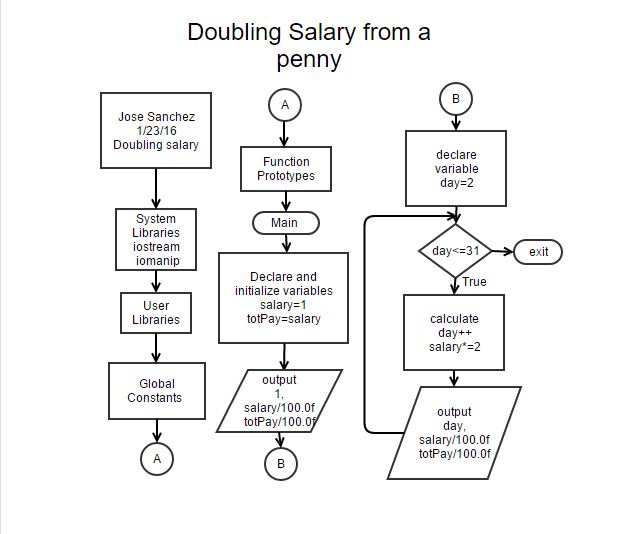 Doubling Salary from a
penny
Jose Sanchez
1/23/16
Doubling salary
System
Libraries
iostream
iomanip
User
Libraries
Global
Constants
A
A
Function
Prototypes
Main
Declare and
initialize variables
salary=1
totPay=salary
output
1,
salary/100.0f
totPay/100.0f
B
B
declare
variable
day=2
day<=31
exit
True
calculate
day++
salary*=2
output
day,
salary/100.0f
totPay/100.0f